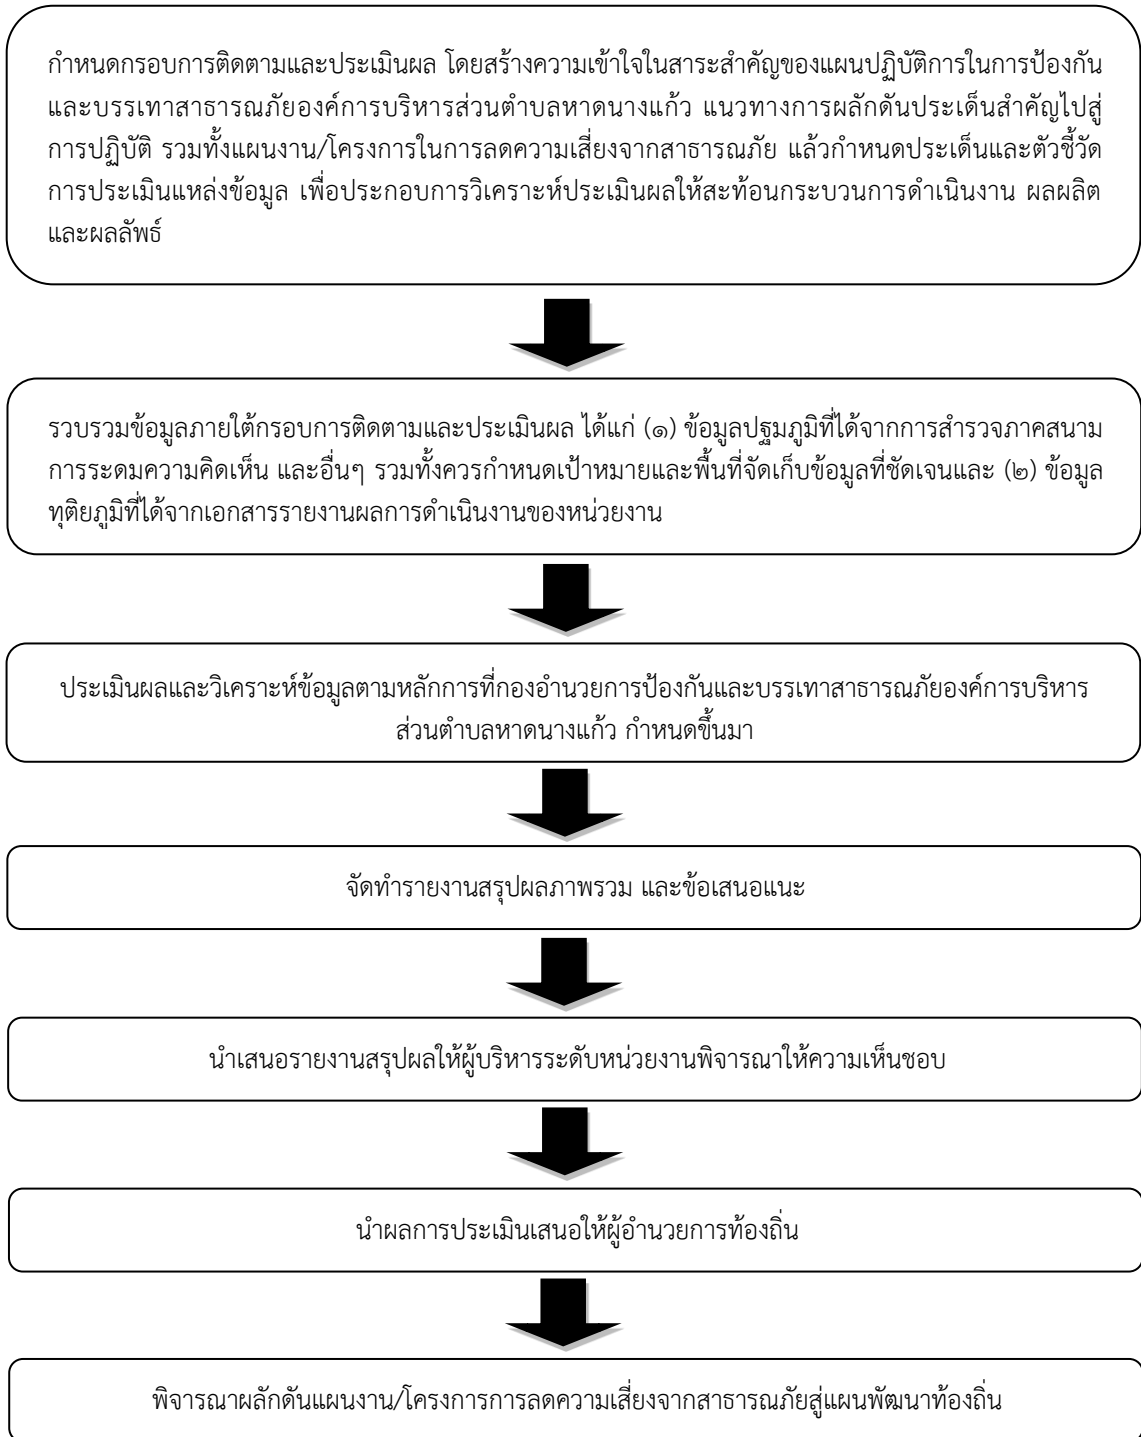 กำหนดกรอบการติดตามและประเมินผล โดยสร้างความเข้าใจในสาระสำคัญของแผนปฏิบัติการในการป้องกัน
และบรรเทาสาธารณภัยองค์การบริหารส่วนตำบลหาดนางแก้ว แนวทางการผลักดันประเด็นสำคัญไปสู่
การปฏิบัติ รวมทั้งแผนงาน/โครงการในการลดความเสี่ยงจากสาธารณภัย แล้วกำหนดประเด็นและตัวชี้วัด
การประเมินแหล่งข้อมูล เพื่อประกอบการวิเคราะห์ประเมินผลให้สะท้อนกระบวนการดำเนินงาน ผลผลิต
และผลลัพธ์
รวบรวมข้อมูลภายใต้กรอบการติดตามและประเมินผล ได้แก่ (๑) ข้อมูลปฐมภูมิที่ได้จากการสำรวจภาคสนาม
การระดมความคิดเห็น และอื่นๆ รวมทั้งควรกำหนดเป้าหมายและพื้นที่จัดเก็บข้อมูลที่ชัดเจนและ (๒) ข้อมูล
ทุติยภูมิที่ได้จากเอกสารรายงานผลการดำเนินงานของหน่วยงาน
ประเมินผลและวิเคราะห์ข้อมูลตามหลักการที่กองอำนวยการป้องกันและบรรเทาสาธารณภัยองค์การบริหาร
ส่วนตำบลหาดนางแก้ว กำหนดขึ้นมา
จัดทำรายงานสรุปผลภาพรวม และข้อเสนอแนะ
นำเสนอรายงานสรุปผลให้ผู้บริหารระดับหน่วยงานพิจารณาให้ความเห็นชอบ
นำผลการประเมินเสนอให้ผู้อำนวยการท้องถิ่น
พิจารณาผลักดันแผนงาน/โครงการการลดความเสี่ยงจากสาธารณภัยสู่แผนพัฒนาท้องถิ่น